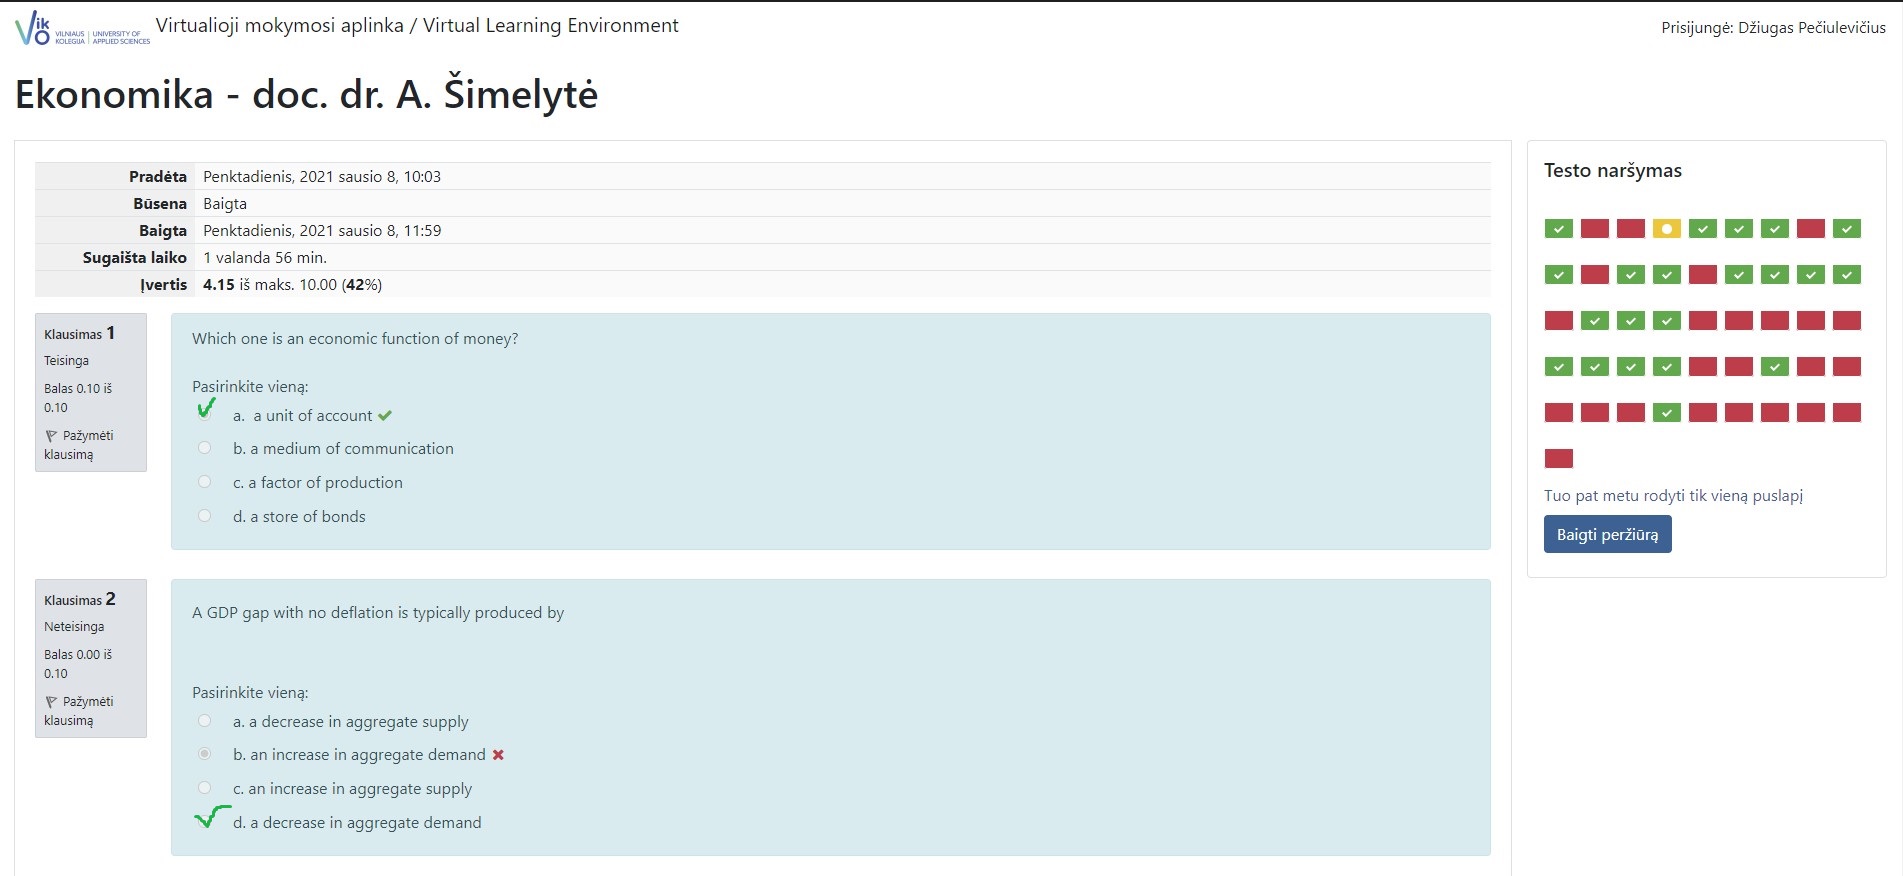 Vik
VILNIAUS KOLEGIJA | UNIVERSITY OF APPLIED SCIENCES
Virtualioji mokymosi aplinka / Virtual Learning Environment
Prisijungė: Džiugas Pečiulevičius
Ekonomika - doc. dr. A. Šimelytė
Pradėta Penktadienis, 2021 sausio 8, 10:03
Būsena Baigta
Baigta Penktadienis, 2021 sausio 8, 11:59
Sugaišta laiko 1 valanda 56 min.
Įvertis 4.15 iš maks. 10.00 (42%)
Klausimas 1
Teisinga
Balas 0.10 iš
0.10
Pažymėti
klausimą
Which one is an economic function of money?
Pasirinkite vieną:
a. a unit of account
b. a medium of communication
c. a factor of production
d. a store of bonds
Klausimas 2
Neteisinga
Balas 0.00 iš
0.10
Pažymėti
klausimą
A GDP gap with no deflation is typically produced by
Pasirinkite vieną:
a. a decrease in aggregate supply
b. an increase in aggregate demand
c. an increase in aggregate supply
d. a decrease in aggregate demand
Testo naršymas
Tuo pat metu rodyti tik vieną puslapį
Baigti peržiūrą